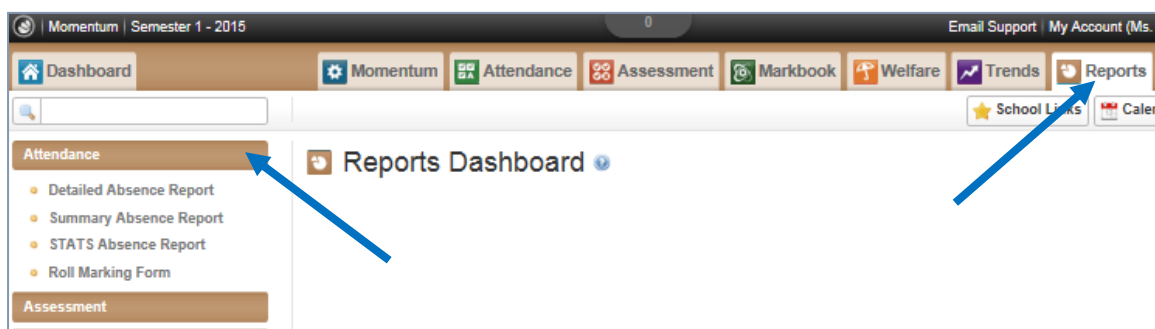 Momentum | Semester 1 - 2015
0
Email Support | My Account (Ms.
Dashboard
Momentum
Attendance
Assessment
Markbook
Welfare
Trends
Reports
School Links
Cale
Attendance
Reports Dashboard
Detailed Absence Report
Summary Absence Report
STATS Absence Report
Roll Marking Form
Assessment